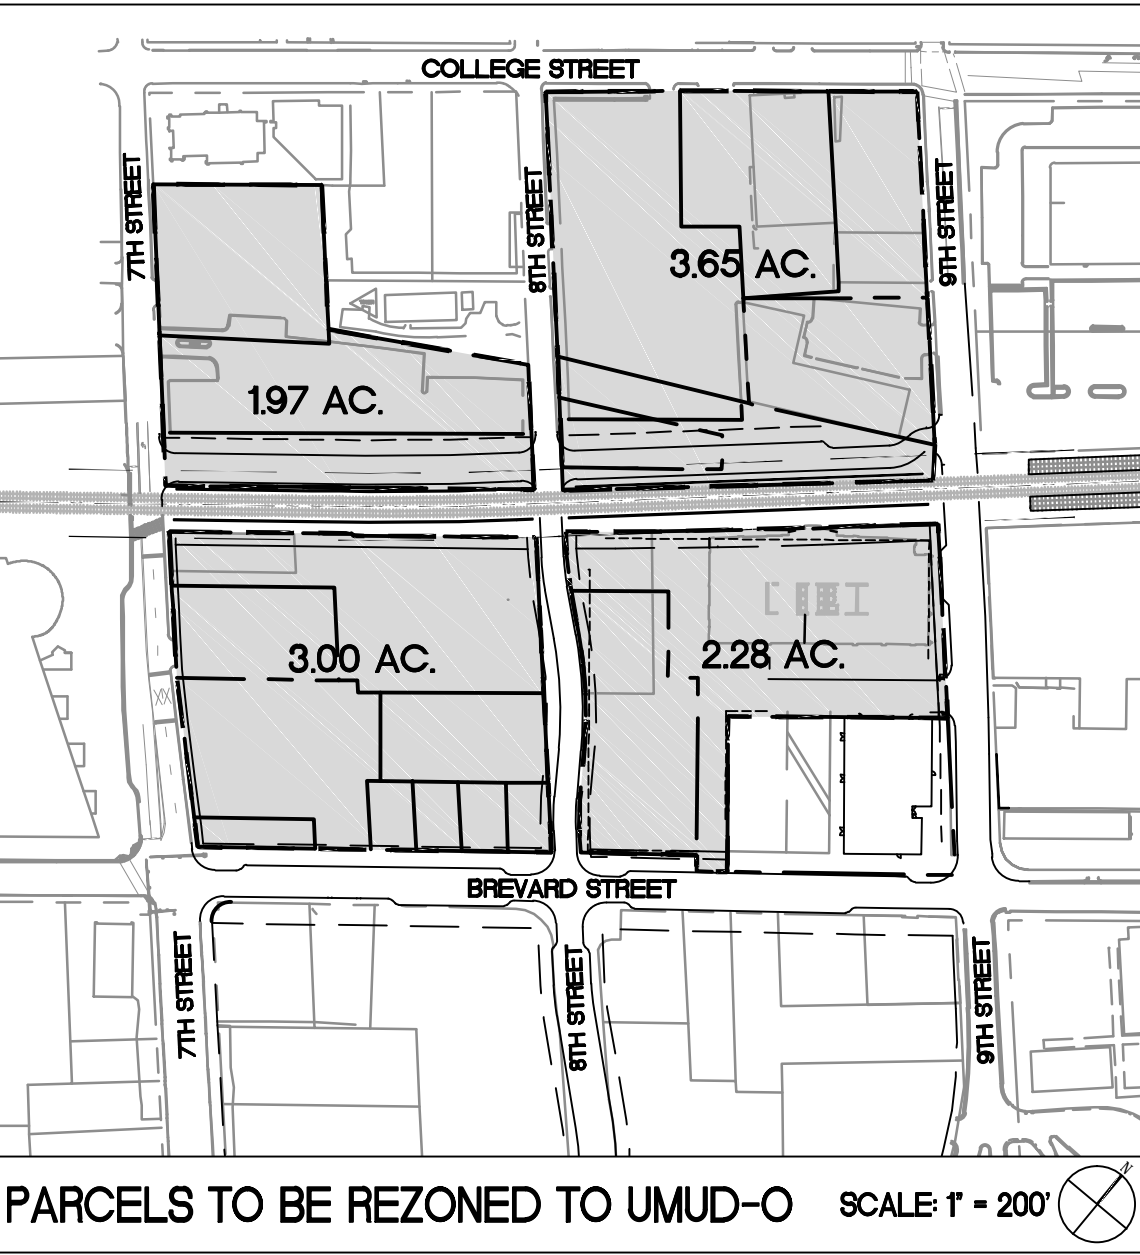 COLLEGE STREET
7TH STREET
8TH STREET
9TH STREET
3.65 AC.
1.97 AC.
3.00 AC.
2.28 AC.
BREVARD STREET
7TH STREET
8TH STREET
9TH STREET
PARCELS TO BE REZONED TO UMUD-O
SCALE: 1" = 200'
N